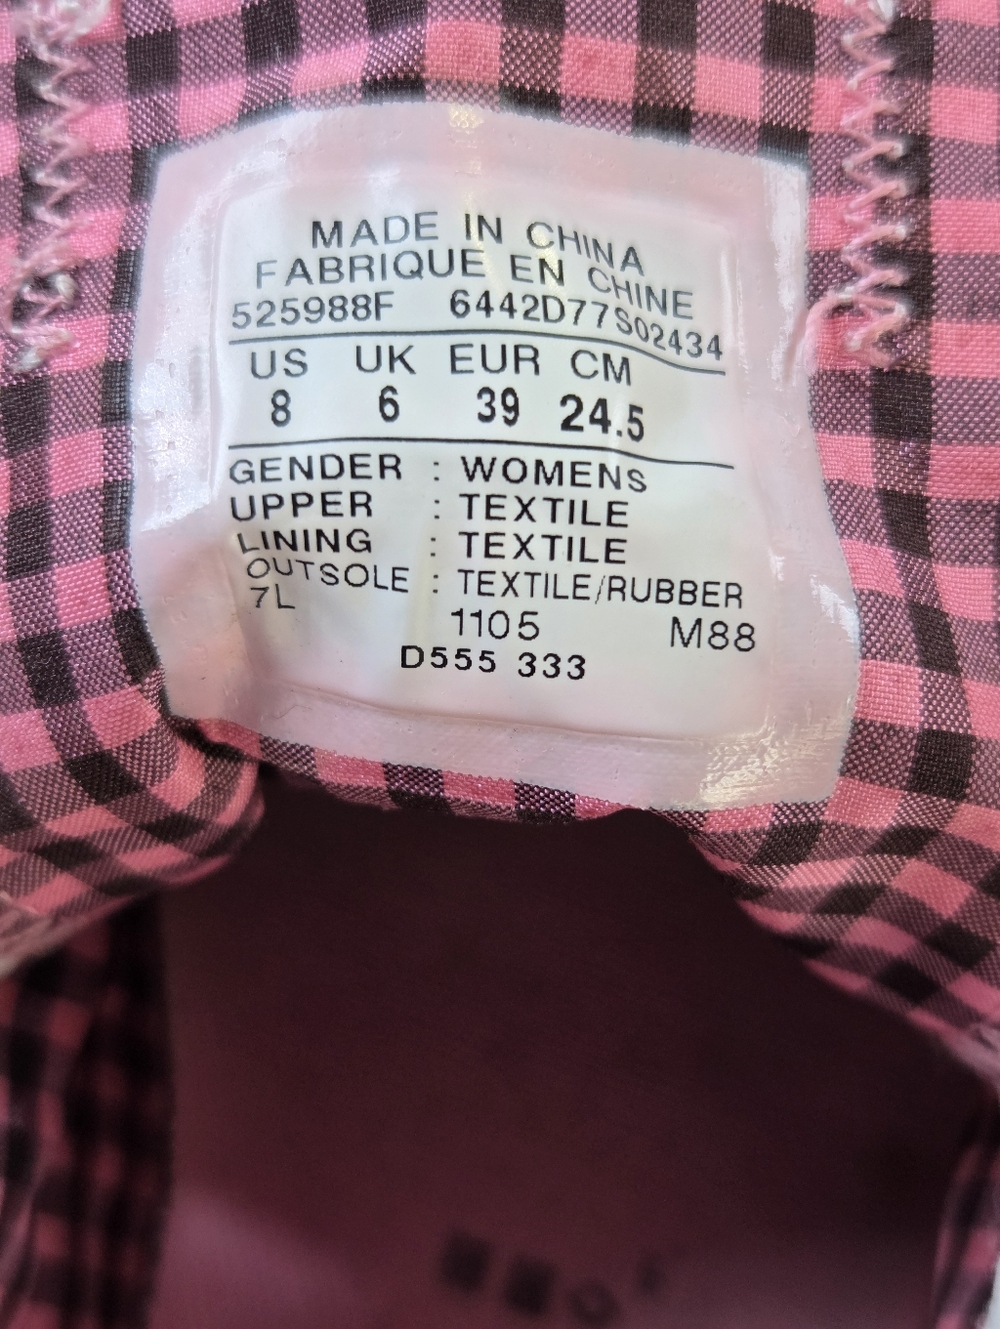 MADE IN CHINA
FABRIQUE EN CHINE
525988F 6442D77S02434
US UK EUR CM
8 6 39 24.5
GENDER : WOMENS
UPPER : TEXTILE
LINING : TEXTILE
OUTSOLE : TEXTILE/RUBBER
7L 1105 M88
D555 333